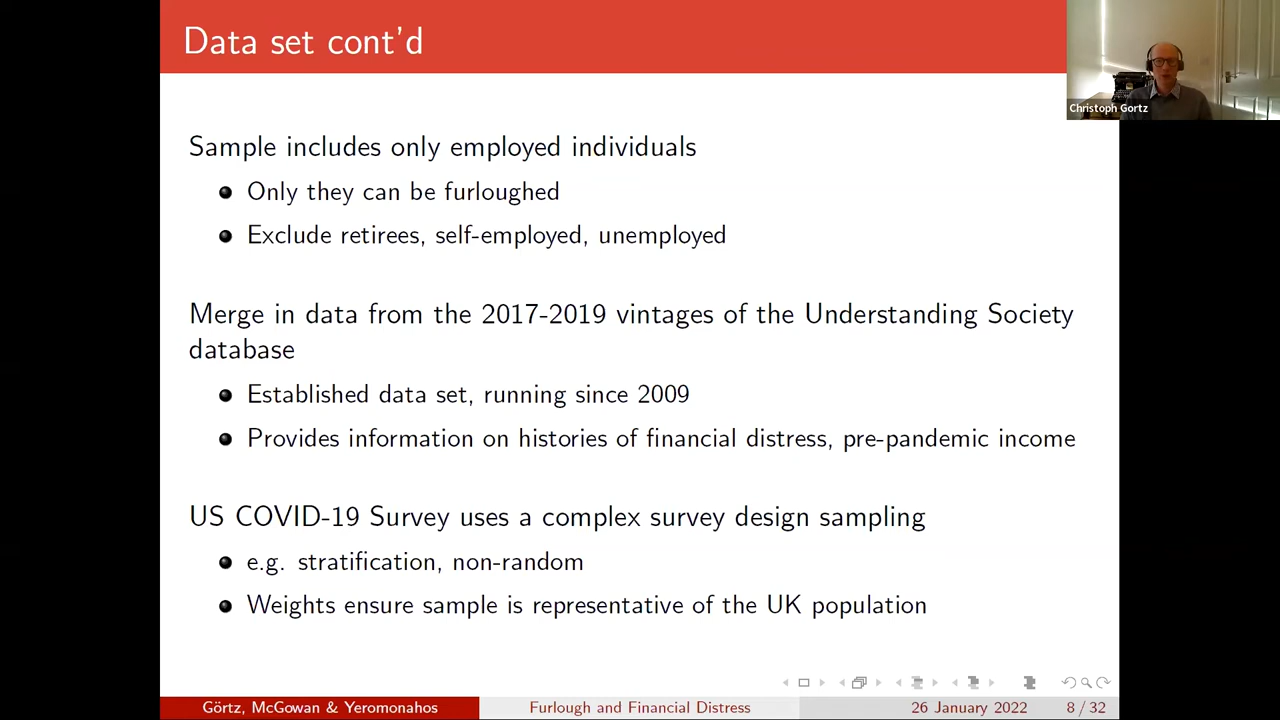 Data set cont'd
Christoph Gortz
Sample includes only employed individuals
Only they can be furloughed
Exclude retirees, self-employed, unemployed
Merge in data from the 2017-2019 vintages of the Understanding Society
database
Established data set, running since 2009
Provides information on histories of financial distress, pre-pandemic income
US COVID-19 Survey uses a complex survey design sampling
e.g. stratification, non-random
Weights ensure sample is representative of the UK population
Görtz, McGowan & Yeromonahos
Furlough and Financial Distress
26 January 2022
8 / 32